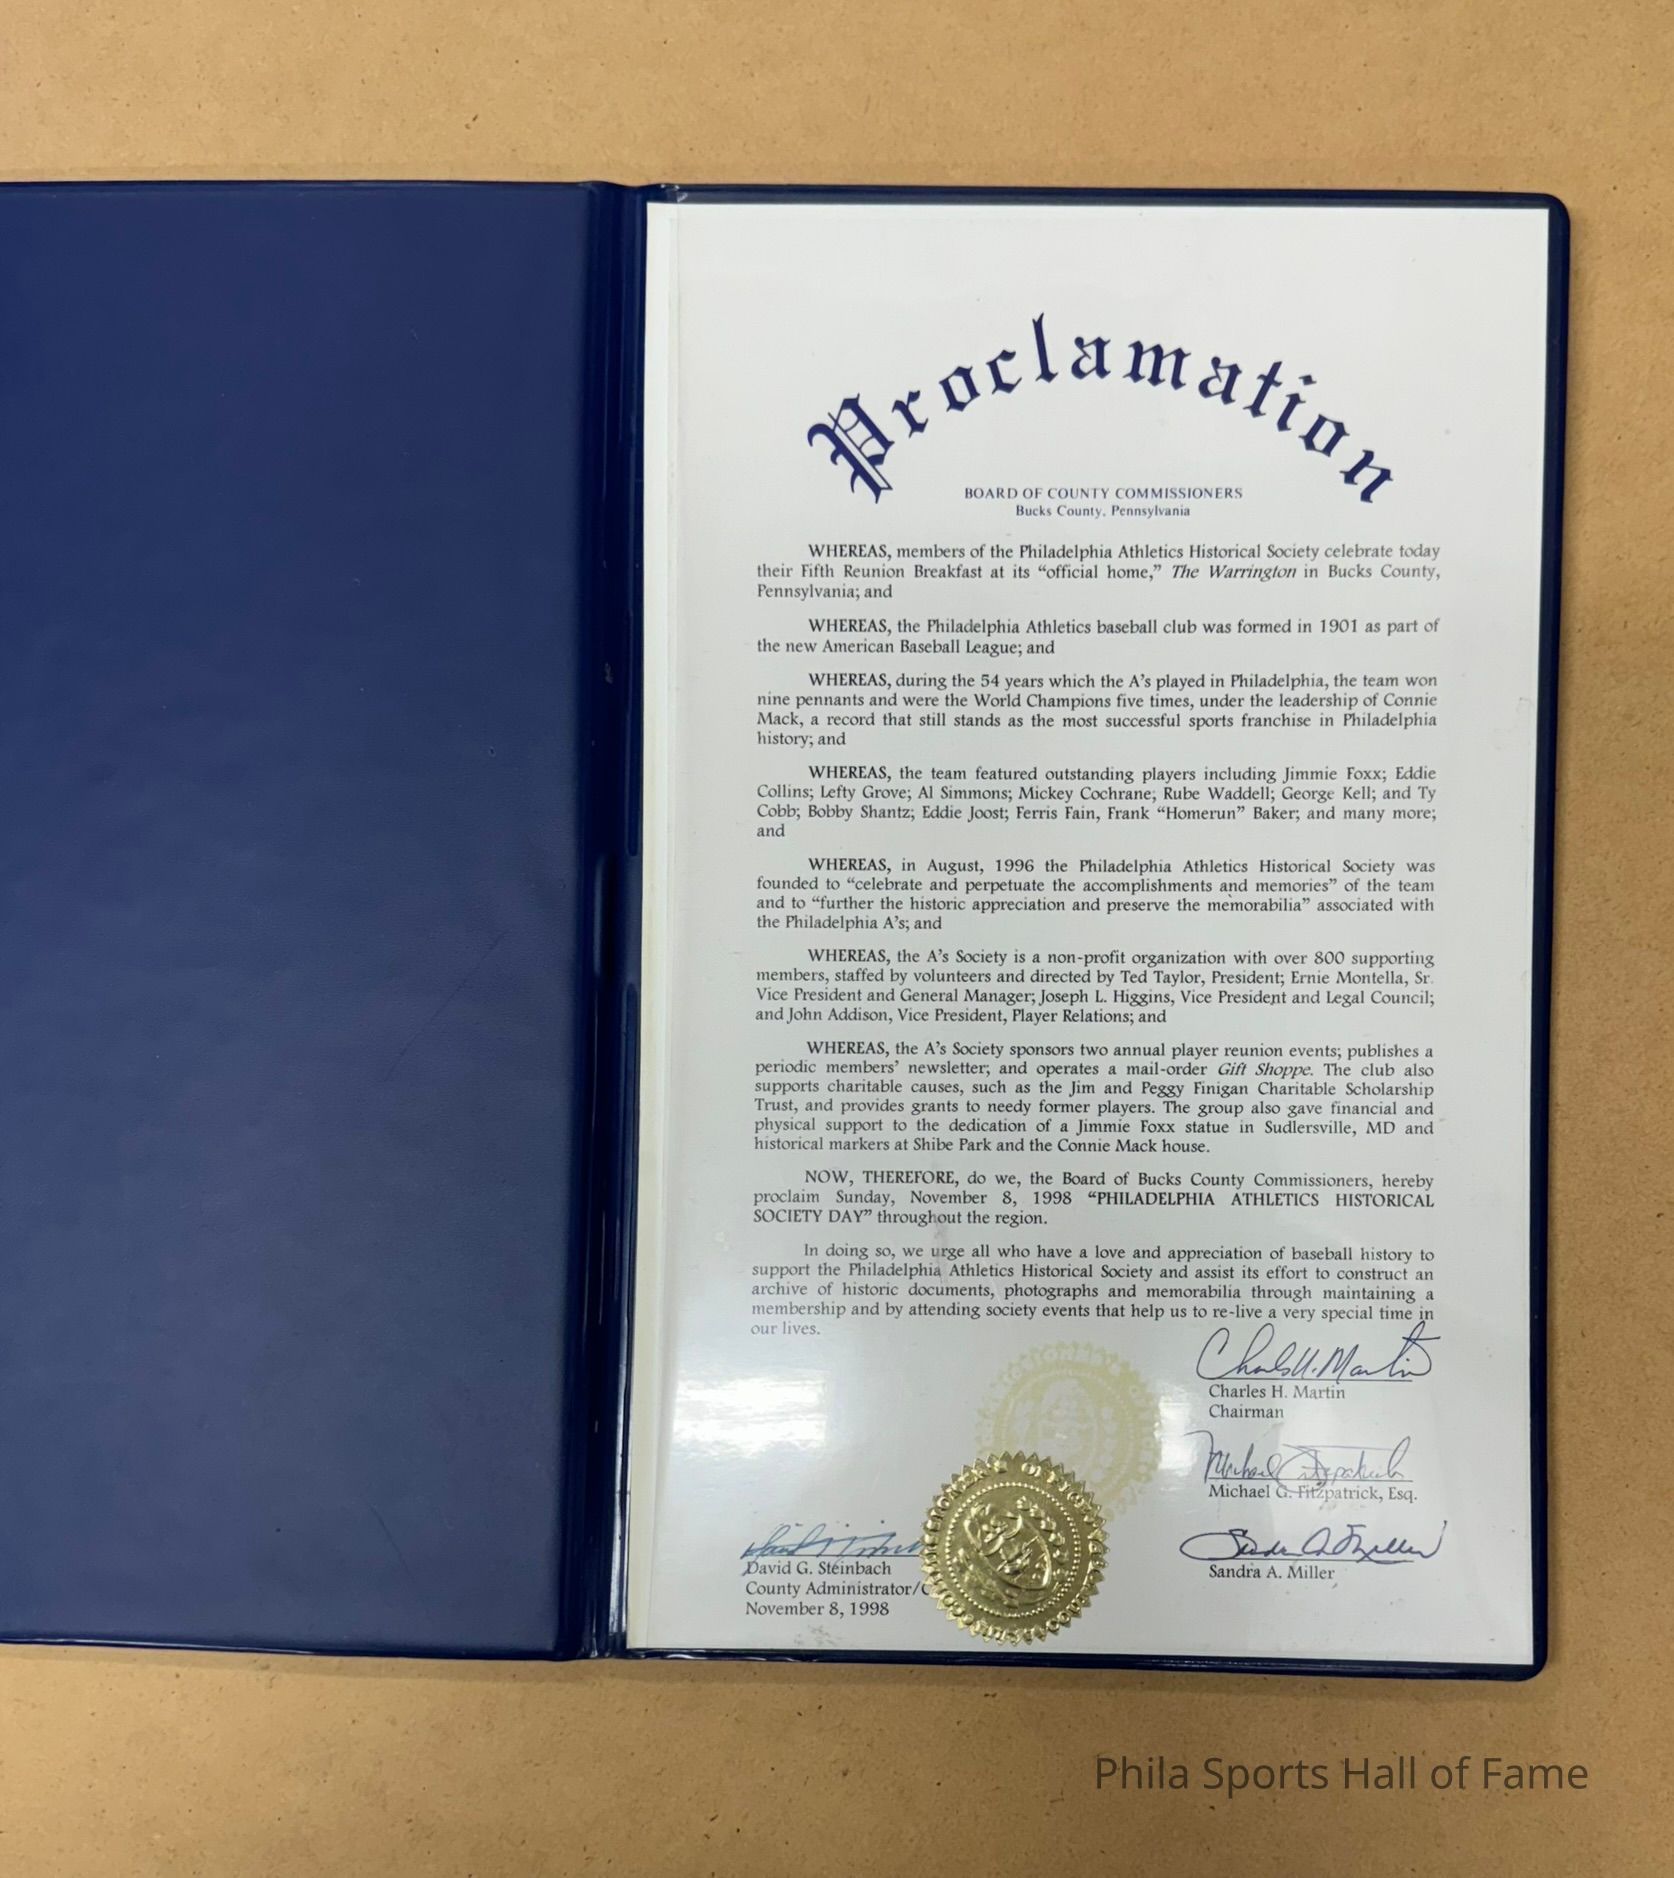 Proclamation
BOARD OF COUNTY COMMISSIONERS
Bucks County, Pennsylvania
WHEREAS, members of the Philadelphia Athletics Historical Society celebrate today
their Fifth Reunion Breakfast at its “official home,” The Warrington in Bucks County,
Pennsylvania; and
WHEREAS, the Philadelphia Athletics baseball club was formed in 1901 as part of
the new American Baseball League; and
WHEREAS, during the 54 years which the A’s played in Philadelphia, the team won
nine pennants and were the World Champions five times, under the leadership of Connie
Mack, a record that still stands as the most successful sports franchise in Philadelphia
history; and
WHEREAS, the team featured outstanding players including Jimmie Foxx; Eddie
Collins; Lefty Grove; Al Simmons; Mickey Cochrane; Rube Waddell; George Kell; and Ty
Cobb; Bobby Shantz; Eddie Joost; Ferris Fain, Frank “Homerun” Baker; and many more;
and
WHEREAS, in August, 1996 the Philadelphia Athletics Historical Society was
founded to “celebrate and perpetuate the accomplishments and memories” of the team
and to “further the historic appreciation and preserve the memorabilia” associated with
the Philadelphia A’s; and
WHEREAS, the A’s Society is a non-profit organization with over 800 supporting
members, staffed by volunteers and directed by Ted Taylor, President; Ernie Montella, Sr.
Vice President and General Manager; Joseph L. Higgins, Vice President and Legal Council;
and John Addison, Vice President, Player Relations; and
WHEREAS, the A’s Society sponsors two annual player reunion events; publishes a
periodic members’ newsletter; and operates a mail-order Gift Shoppe. The club also
supports charitable causes, such as the Jim and Peggy Finigan Charitable Scholarship
Trust, and provides grants to needy former players. The group also gave financial and
physical support to the dedication of a Jimmie Foxx statue in Sudlersville, MD and
historical markers at Shibe Park and the Connie Mack house.
NOW, THEREFORE, do we, the Board of Bucks County Commissioners, hereby
proclaim Sunday, November 8, 1998 “PHILADELPHIA ATHLETICS HISTORICAL
SOCIETY DAY” throughout the region.
In doing so, we urge all who have a love and appreciation of baseball history to
support the Philadelphia Athletics Historical Society and assist its effort to construct an
archive of historic documents, photographs and memorabilia through maintaining a
membership and by attending society events that help us to re-live a very special time in
our lives.
Charles H. Martin
Charles H. Martin
Chairman
Michael Fitzpatrick
Michael G. Fitzpatrick, Esq.
Sandra A. Miller
Sandra A. Miller
David G. Steinbach
County Administrator/C
November 8, 1998
Phila Sports Hall of Fame